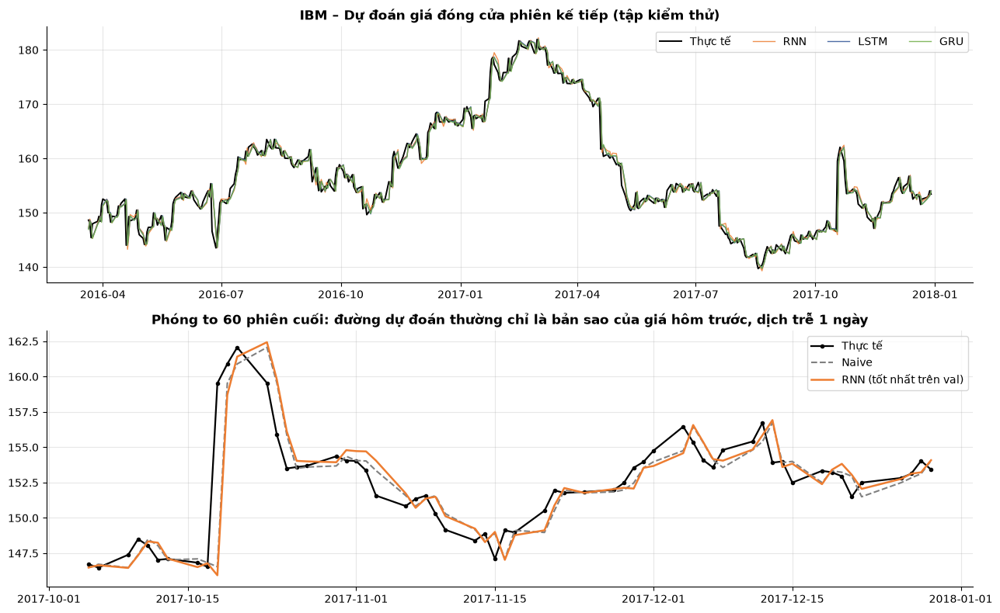 IBM – Dự đoán giá đóng cửa phiên kế tiếp (tập kiểm thử)
Thực tế RNN LSTM GRU
180
170
160
150
140
2016-04 2016-07 2016-10 2017-01 2017-04 2017-07 2017-10 2018-01
Phóng to 60 phiên cuối: đường dự đoán thường chỉ là bản sao của giá hôm trước, dịch trễ 1 ngày
Thực tế
Naive
RNN (tốt nhất trên val)
162.5
160.0
157.5
155.0
152.5
150.0
147.5
2017-10-01 2017-10-15 2017-11-01 2017-11-15 2017-12-01 2017-12-15 2018-01-01